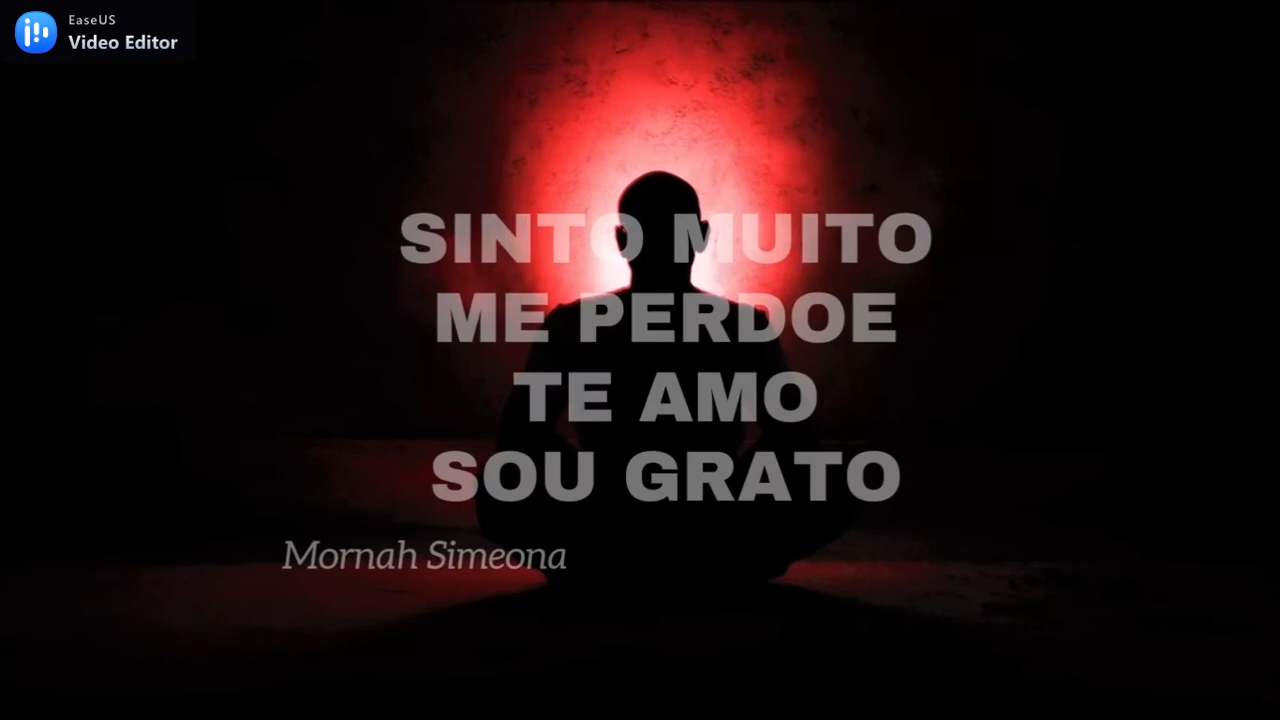 EaseUS
Video Editor
SINTO MUITO
ME PERDOE
TE AMO
SOU GRATO
Mornah Simeona